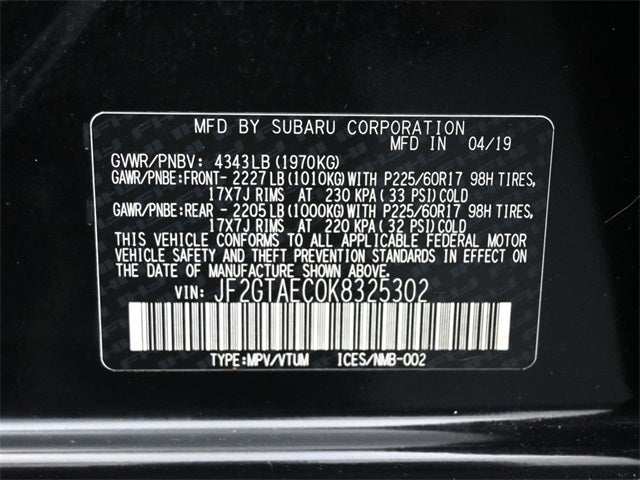 MFD BY SUBARU CORPORATION
MFD IN 04/19
GVWR/PNBV: 4343LB (1970KG)
GAWR/PNBE:FRONT- 2227LB (1010KG)WITH P225/60R17 98H TIRES,
17X7J RIMS AT 230 KPA (33 PSI)COLD
GAWR/PNBE:REAR - 2205LB (1000KG)WITH P225/60R17 98H TIRES,
17X7J RIMS AT 220 KPA (32 PSI)COLD
THIS VEHICLE CONFORMS TO ALL APPLICABLE FEDERAL MOTOR
VEHICLE SAFETY AND THEFT PREVENTION STANDARDS IN EFFECT
ON THE DATE OF MANUFACTURE SHOWN ABOVE.
VIN: JF2GTAEC0K8325302
TYPE:MPV/VTUM ICES/NMB-002